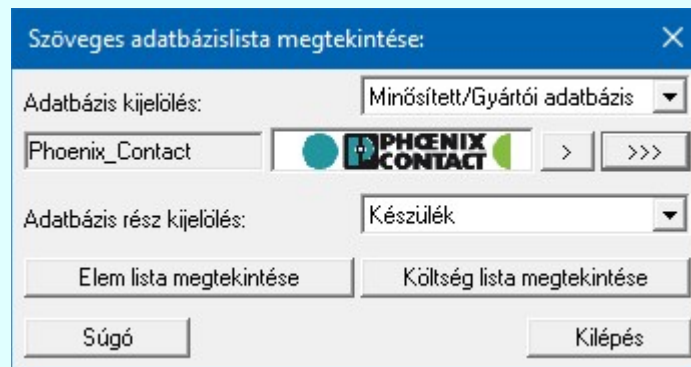 Szöveges adatbázislista megtekintése:
Adatbázis kijelölés:
Minősített/Gyártói adatbázis
Phoenix_Contact
PHŒNIX
CONTACT
>
>>>
Adatbázis rész kijelölés:
Készülék
Elem lista megtekintése
Költség lista megtekintése
Súgó
Kilépés